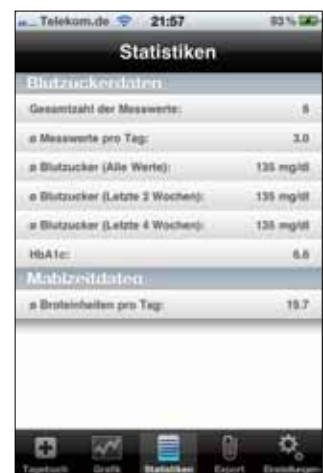 Telekom.de 21:57 93%
Statistiken
Blutzuckerdaten
Gesamtzahl der Messwerte:
ø Messwerte pro Tag: 3.0
ø Blutzucker (Alle Werte): 135 mg/dl
ø Blutzucker (Letzte 2 Wochen): 135 mg/dl
ø Blutzucker (Letzte 4 Wochen): 135 mg/dl
HbA1c: 6.6
Mahlzeitdaten
ø Broteinheiten pro Tag: 19.7
Tagebuch Grafik Statistiken Export Einstellungen